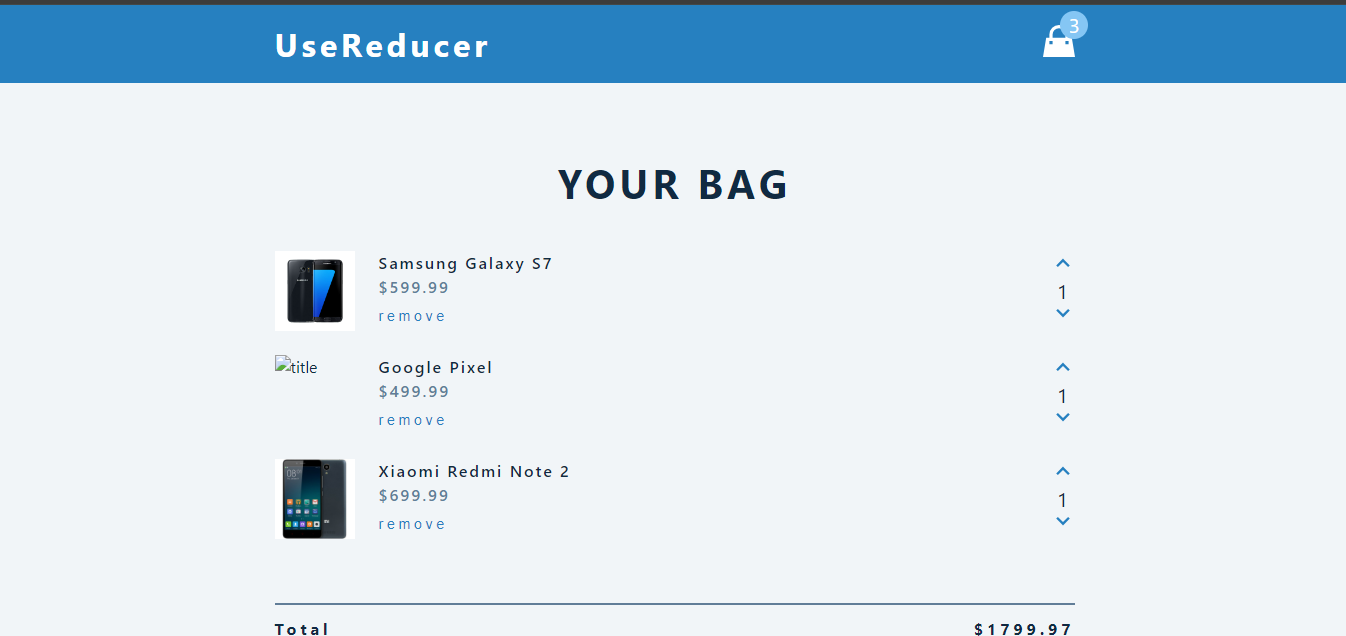 UseReducer
3
YOUR BAG
Samsung Galaxy S7
$599.99
remove
1
title
Google Pixel
$499.99
remove
1
Xiaomi Redmi Note 2
$699.99
remove
1
Total
$1799.97